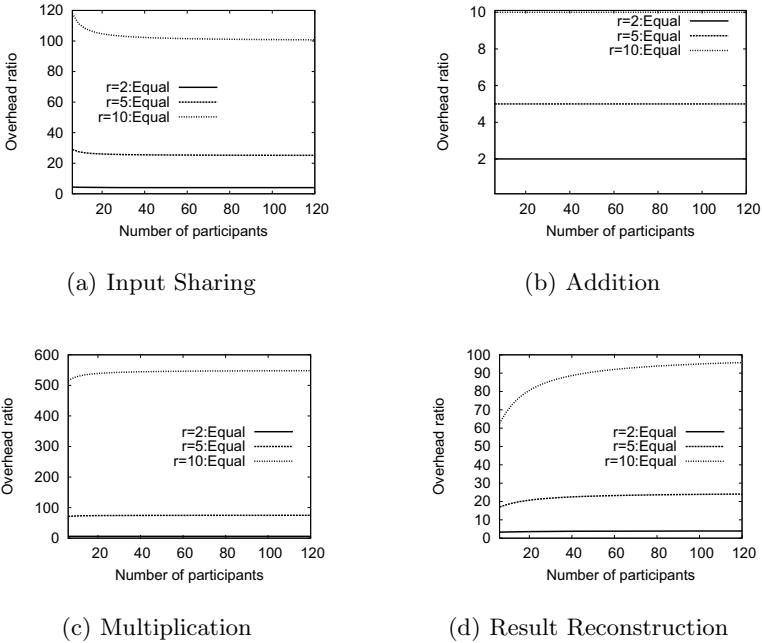 Overhead ratio
120
100
80
60
40
20
0
r=2:Equal
r=5:Equal
r=10:Equal
20 40 60 80 100 120
Number of participants
(a) Input Sharing
Overhead ratio
10
8
6
4
2
r=2:Equal
r=5:Equal
r=10:Equal
20 40 60 80 100 120
Number of participants
(b) Addition
Overhead ratio
600
500
400
300
200
100
0
r=2:Equal
r=5:Equal
r=10:Equal
20 40 60 80 100 120
Number of participants
(c) Multiplication
Overhead ratio
100
90
80
70
60
50
40
30
20
10
0
r=2:Equal
r=5:Equal
r=10:Equal
20 40 60 80 100 120
Number of participants
(d) Result Reconstruction